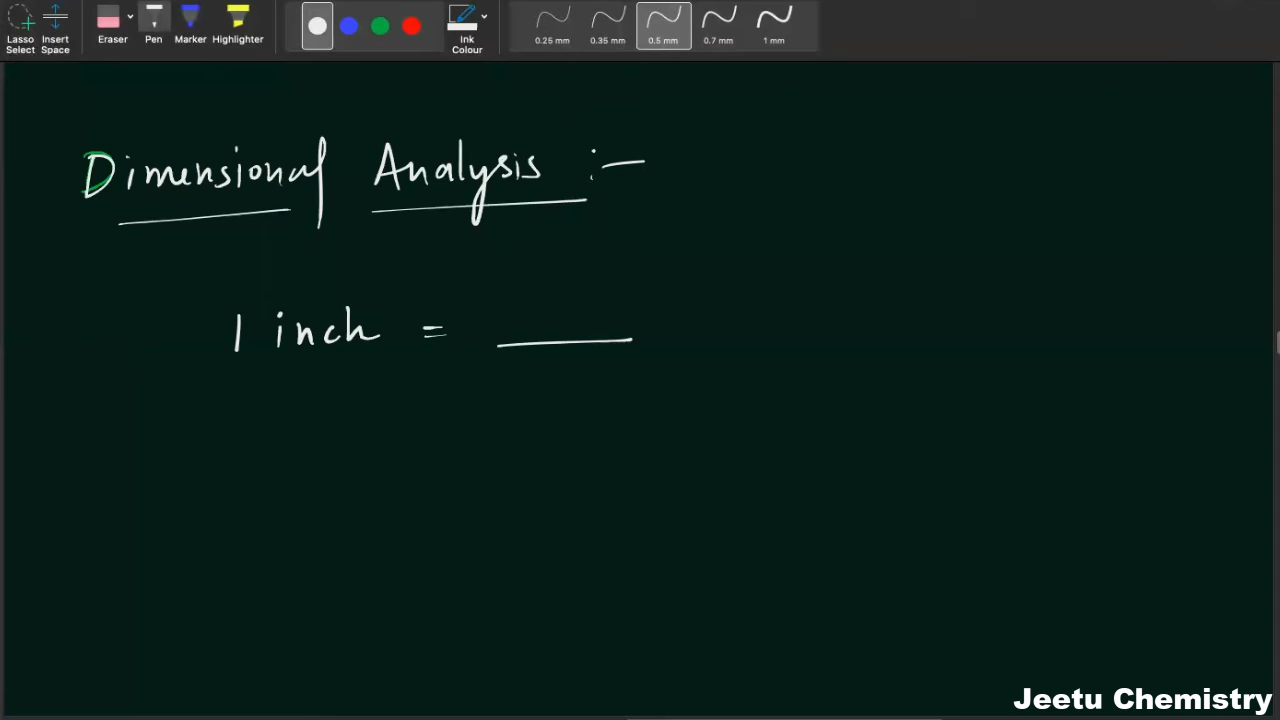 Lasso Select Insert Space Eraser Pen Marker Highlighter Ink Colour 0.25 mm 0.35 mm 0.5 mm 0.7 mm 1 mm
Dimensional Analysis :-
1 inch = ______
Jeetu Chemistry